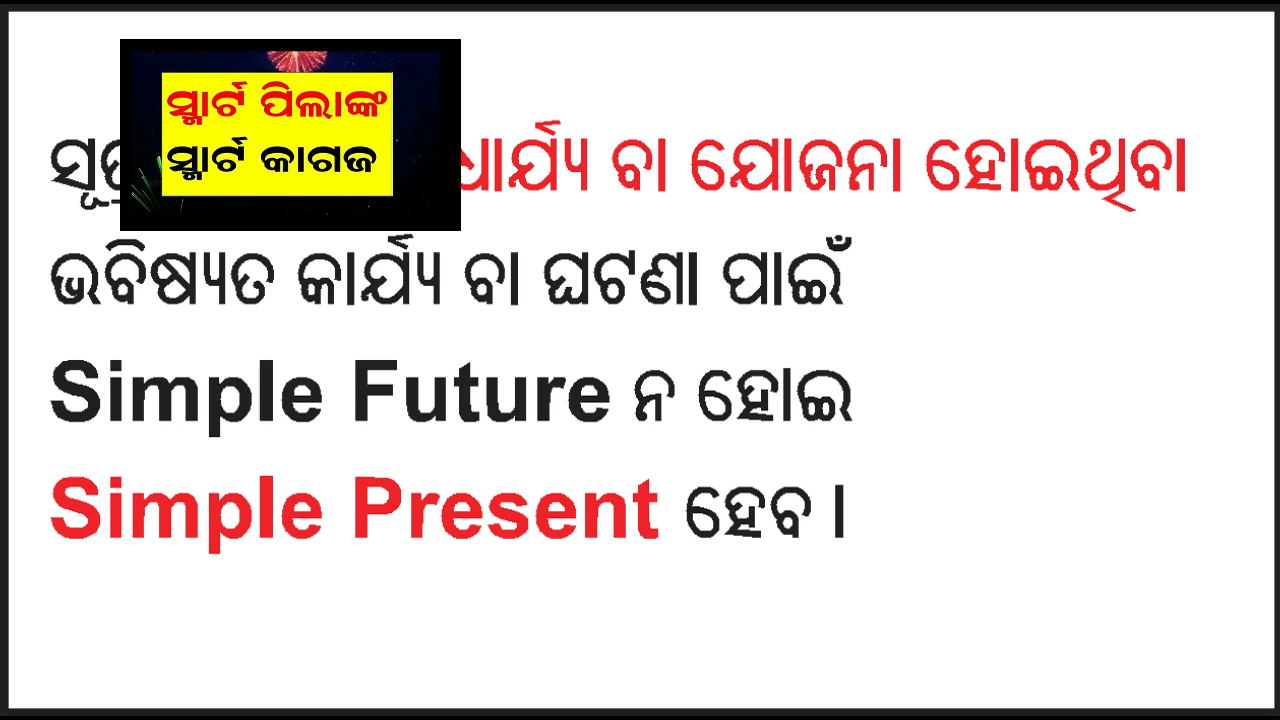 ସ୍ମାର୍ଟ ପିଲାଙ୍କ
ସ୍ମାର୍ଟ କାଗଜ
ବା ଯୋଜନା ହୋଇଥିବା
ଭବିଷ୍ୟତ କାର୍ଯ୍ୟ ବା ଘଟଣା ପାଇଁ
Simple Future ନ ହୋଇ
Simple Present ହେବ ।